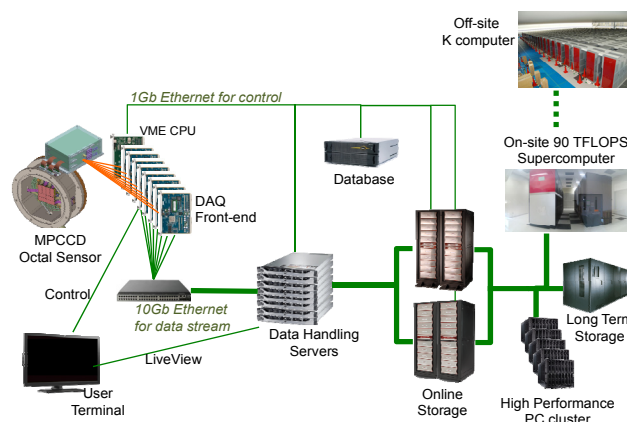 Off-site
K computer
1Gb Ethernet for control
VME CPU
On-site 90 TFLOPS
Supercomputer
Database
DAQ
Front-end
MPCCD
Octal Sensor
Control
10Gb Ethernet
for data stream
Data Handling
Servers
Long Term
Storage
LiveView
User
Terminal
Online
Storage
High Performance
PC cluster